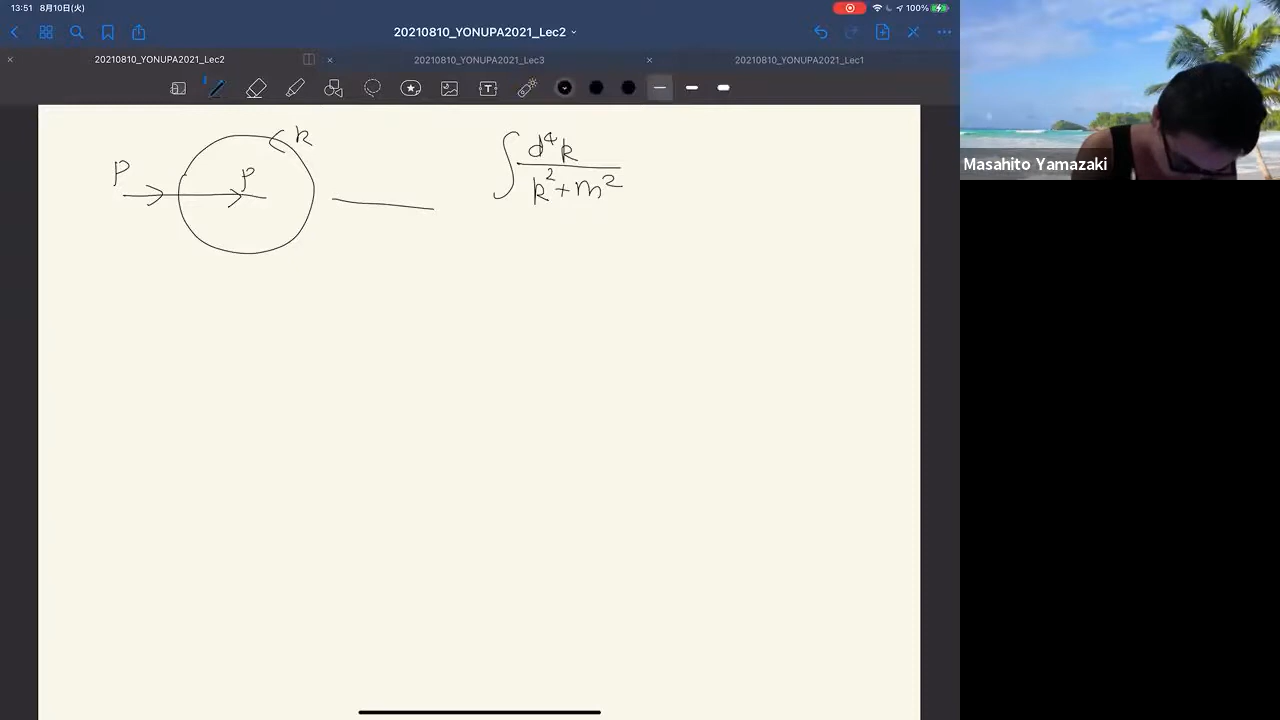 13:51 8月10日(火)
100%
20210810_YONUPA2021_Lec2
20210810_YONUPA2021_Lec2
20210810_YONUPA2021_Lec3
20210810_YONUPA2021_Lec1
Masahito Yamazaki
p
p
k
∫ d⁴k / k² + m²